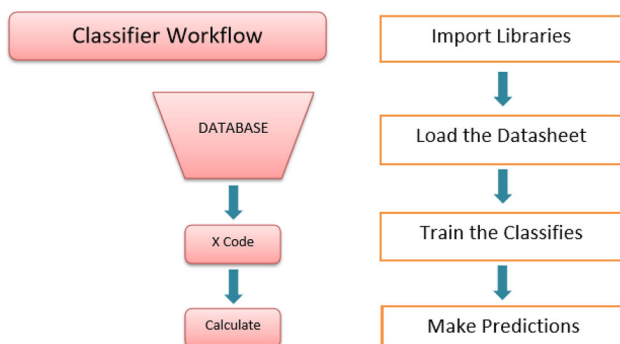 Classifier Workflow
DATABASE
X Code
Calculate
Import Libraries
Load the Datasheet
Train the Classifies
Make Predictions